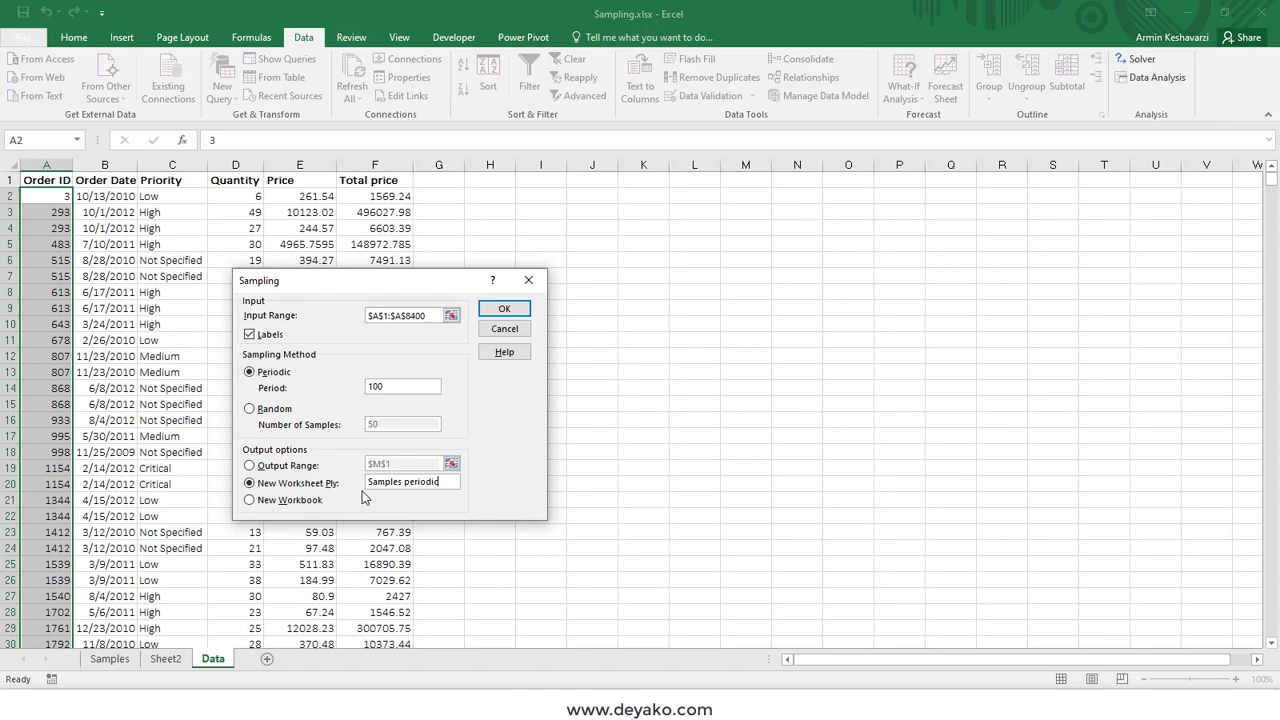 Sampling.xlsx - Excel
File Home Insert Page Layout Formulas Data Review View Developer Power Pivot Tell me what you want to do... Armin Keshavarzi Share
From Access
From Web
From Text
From Other Sources
Existing Connections
Get External Data
New Query
Show Queries
From Table
Recent Sources
Get & Transform
Refresh All
Connections
Properties
Edit Links
Connections
Sort
Filter
Clear
Reapply
Advanced
Sort & Filter
Text to Columns
Flash Fill
Remove Duplicates
Data Validation
Consolidate
Relationships
Manage Data Model
Data Tools
What-If Analysis
Forecast Sheet
Forecast
Group
Ungroup
Subtotal
Outline
Solver
Data Analysis
Analysis
A2 fx 3
A B C D E F G H I J K L M N O P Q R S T U V W
1 Order ID Order Date Priority Quantity Price Total price
2 3 10/13/2010 Low 6 261.54 1569.24
3 293 10/1/2012 High 49 10123.02 496027.98
4 293 10/1/2012 High 27 244.57 6603.39
5 483 7/10/2011 High 30 4965.7595 148972.785
6 515 8/28/2010 Not Specified 19 394.27 7491.13
7 515 8/28/2010 Not Specified
8 613 6/17/2011 High
9 613 6/17/2011 High
10 643 3/24/2011 High
11 678 2/26/2010 Low
12 807 11/23/2010 Medium
13 807 11/23/2010 Medium
14 868 6/8/2012 Not Specified
15 868 6/8/2012 Not Specified
16 933 8/4/2012 Not Specified
17 995 5/30/2011 Medium
18 998 11/25/2009 Not Specified
19 1154 2/14/2012 Critical
20 1154 2/14/2012 Critical
21 1344 4/15/2012 Low
22 1344 4/15/2012 Low
23 1412 3/12/2010 Not Specified 13 59.03 767.39
24 1412 3/12/2010 Not Specified 21 97.48 2047.08
25 1539 3/9/2011 Low 33 511.83 16890.39
26 1539 3/9/2011 Low 38 184.99 7029.62
27 1540 8/4/2012 High 30 80.9 2427
28 1702 5/6/2011 High 23 67.24 1546.52
29 1761 12/23/2010 High 25 12028.23 300705.75
30 1792 11/8/2010 Low 28 370.48 10373.44
Sampling ?
Input
Input Range: $A$1:$A$8400
Labels
OK
Cancel
Help
Sampling Method
Periodic
Period: 100
Random
Number of Samples: 50
Output options
Output Range: $M$1
New Worksheet Ply: Samples periodic
New Workbook
Samples Sheet2 Data
Ready 100%
www.deyako.com